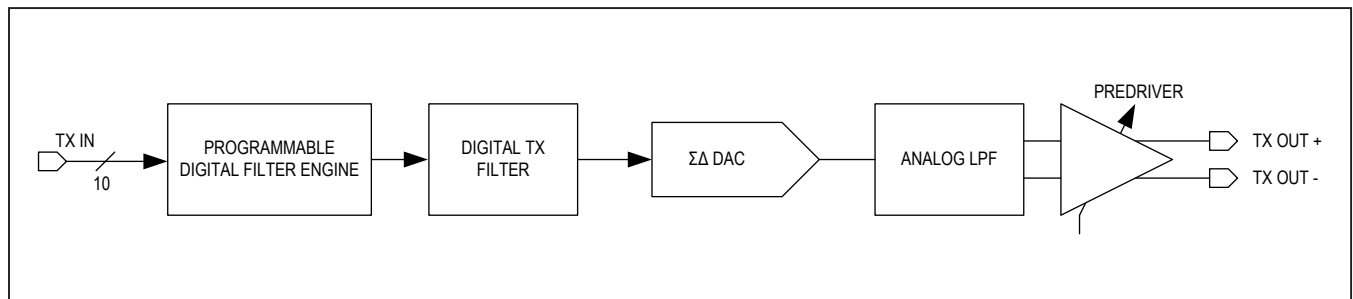 PREDRIVER
TX IN
10
PROGRAMMABLE
DIGITAL FILTER ENGINE
DIGITAL TX
FILTER
ΣΔ DAC
ANALOG LPF
TX OUT +
TX OUT -